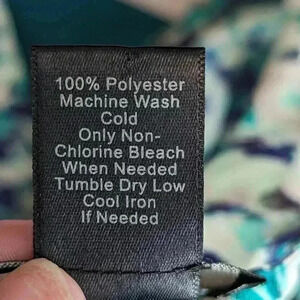 100% Polyester
Machine Wash
Cold
Only Non-
Chlorine Bleach
When Needed
Tumble Dry Low
Cool Iron
If Needed